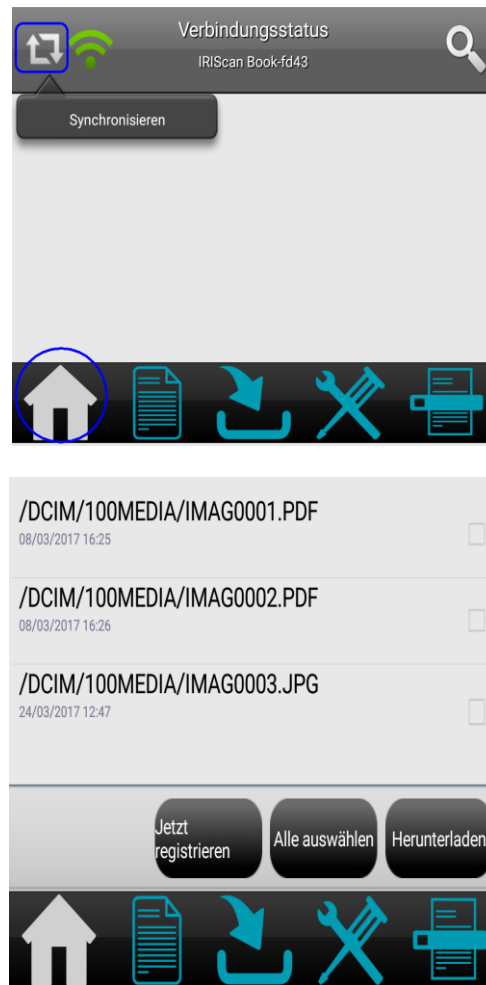 Verbindungsstatus
IRIScan Book-fd43
Synchronisieren
/DCIM/100MEDIA/IMAG0001.PDF
08/03/2017 16:25
/DCIM/100MEDIA/IMAG0002.PDF
08/03/2017 16:26
/DCIM/100MEDIA/IMAG0003.JPG
24/03/2017 12:47
Jetzt
registrieren
Alle auswählen
Herunterladen